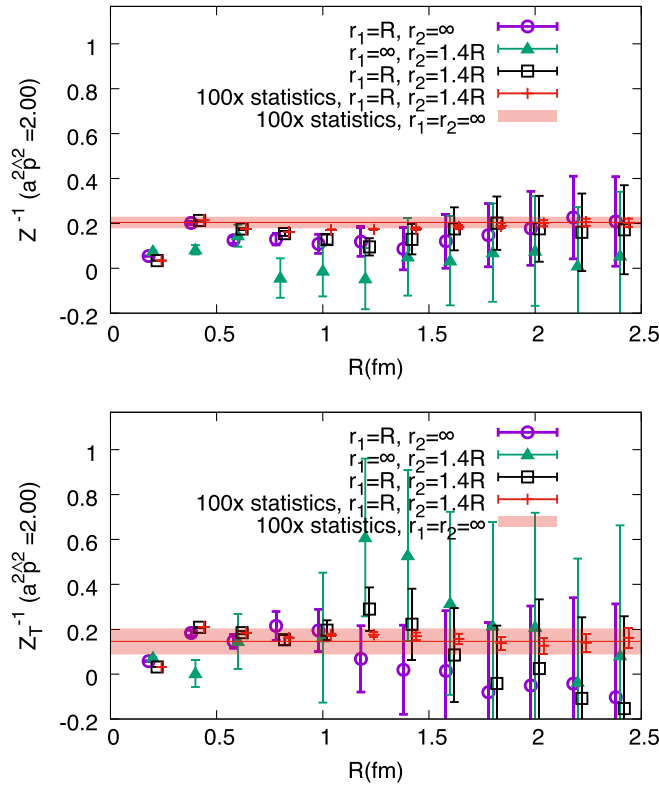 r₁=R, r₂=∞
r₁=∞, r₂=1.4R
r₁=R, r₂=1.4R
100x statistics, r₁=R, r₂=1.4R
100x statistics, r₁=r₂=∞
Z⁻¹ (a²p̂²=2.00)
1
0.8
0.6
0.4
0.2
0
-0.2
0 0.5 1 1.5 2 2.5
R(fm)
r₁=R, r₂=∞
r₁=∞, r₂=1.4R
r₁=R, r₂=1.4R
100x statistics, r₁=R, r₂=1.4R
100x statistics, r₁=r₂=∞
Z_T⁻¹ (a²p̂²=2.00)
1
0.8
0.6
0.4
0.2
0
-0.2
0 0.5 1 1.5 2 2.5
R(fm)